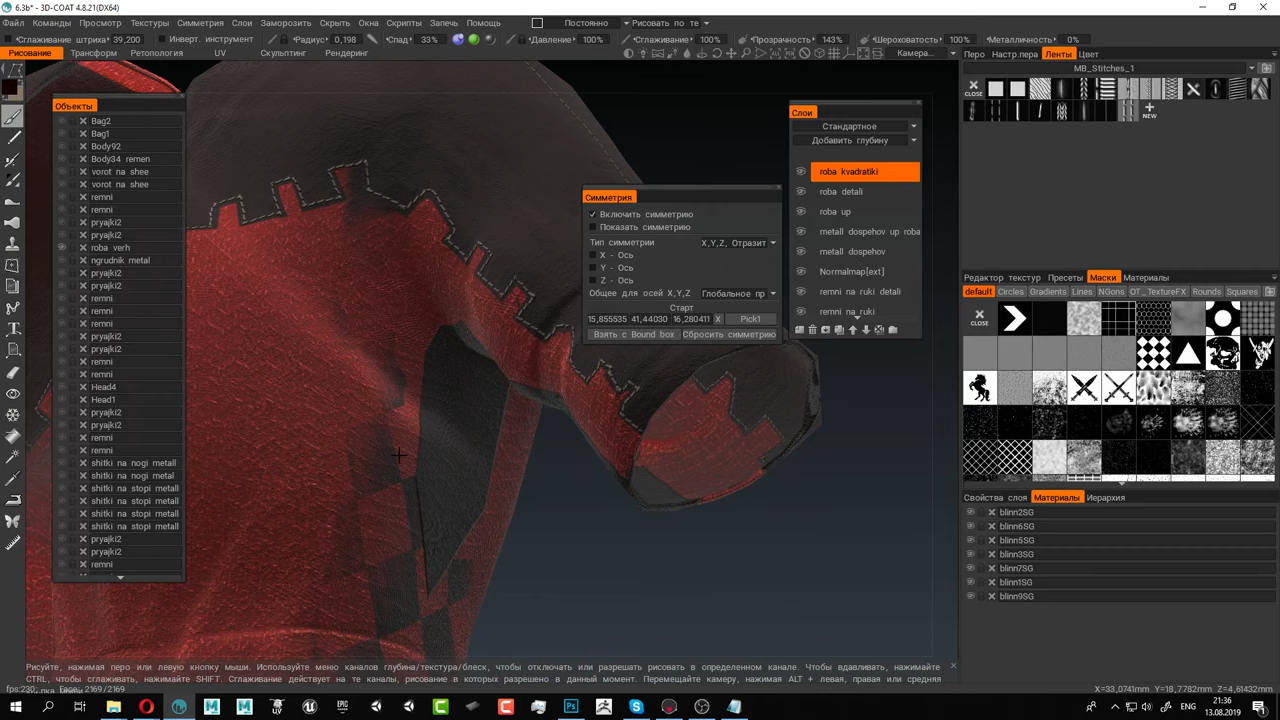 6.3b* - 3D-COAT 4.8.21(DX64)
Файл Команды Просмотр Текстуры Симметрия Слои Заморозить Скрыть Окна Скрипты Запечь Помощь Постоянно Рисовать по те
Сглаживание штриха 39,200 Инверт. инструмент Радиус 0,198 Спад 33% Давление 100% Сглаживание 100% Прозрачность 143% Шероховатость 100% Металличность 0%
Рисование Трансform Ретопология UV Скульптинг Рендеринг Камера...
Перо Настр.пера Ленты Цвет
MB_Stitches_1
CLOSE
NEW
Объекты
Bag2
Bag1
Body92
Body34 remen
vorot na shee
vorot na shee
remni
remni
pryajki2
pryajki2
roba verh
ngrudnik metal
pryajki2
pryajki2
remni
remni
remni
pryajki2
pryajki2
remni
remni
Head4
Head1
pryajki2
pryajki2
remni
remni
shitki na nogi metall
shitki na nogi metal
shitki na stopi metall
shitki na stopi metall
shitki na stopi metall
shitki na stopi metall
pryajki2
pryajki2
remni
Симметрия
Включить симметрию
Показать симметрию
Тип симметрии X,Y,Z, Отразит
X - Ось
Y - Ось
Z - Ось
Общее для осей X,Y,Z Глобальное пр
Старт
15,855535 41,44030 16,280411 X Pick1
Взять с Bound box Сбросить симметрию
Слои
Стандартное
Добавить глубину
roba kvadratiki
roba detali
roba up
metall dospehov up roba
metall dospehov
Normalmap[ext]
remni na ruki detali
remni na ruki
Редактор текстур Пресеты Маски Материалы
default Circles Gradients Lines NGons OT_TextureFX Rounds Squares
CLOSE
Свойства слоя Материалы Иерархия
blinn2SG
blinn6SG
blinn5SG
blinn3SG
blinn7SG
blinn1SG
blinn9SG
Рисуйте, нажимая перо или левую кнопку мыши. Используйте меню каналов глубина/текстура/блеск, чтобы отключить или разрешать рисовать в определенном канале. Чтобы вдавливать, нажимайте
CTRL, чтобы сглаживать, нажимайте SHIFT. Сглаживание действует на те каналы, рисование в которых разрешено в данный момент. Перемещайте камеру, нажимая ALT + левая, правая или средняя
fps:230; Faces: 2169/2169 X=33,0741mm Y=18,7782mm Z=4,61432mm
ENG 21:36
13.08.2019